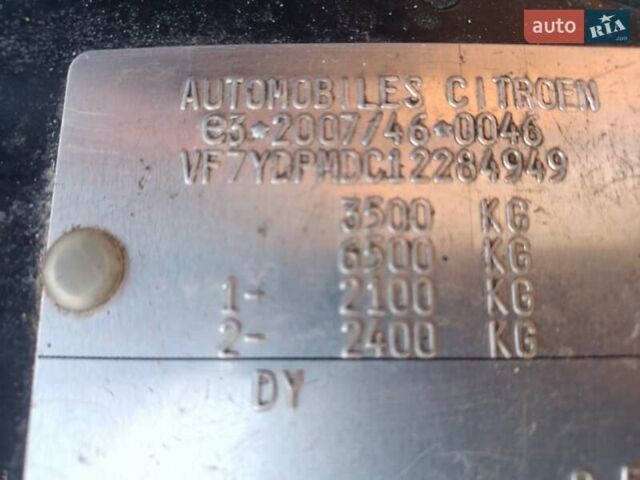 auto RIA.com
AUTOMOBILES CITROEN
e3*2007/46*0046
VF7YDPMDC12284949
3500 KG
6500 KG
1- 2100 KG
2- 2400 KG
DY